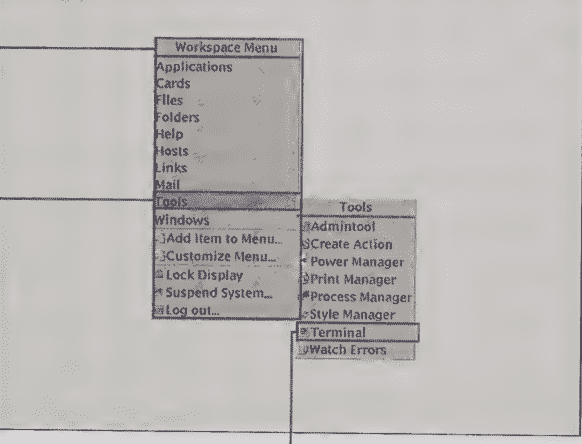 Workspace Menu
Applications
Cards
Files
Folders
Help
Hosts
Links
Mail
Tools
Windows
Add Item to Menu...
Customize Menu...
Lock Display
Suspend System...
Log out...
Tools
Admintool
Create Action
Power Manager
Print Manager
Process Manager
Style Manager
Terminal
Watch Errors